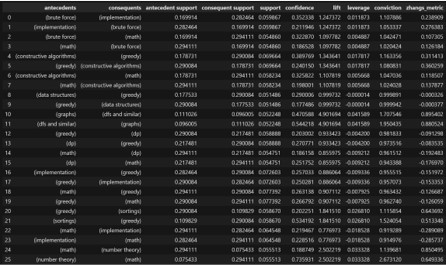 antecedents consequents antecedent support consequent support support confidence lift leverage conviction zhangs_metric
0 (brute force) (implementation) 0.169914 0.282464 0.059867 0.352338 1.247372 0.011873 1.107886 0.238909
1 (implementation) (brute force) 0.282464 0.169914 0.059867 0.211946 1.247372 0.011873 1.053337 0.276383
2 (brute force) (math) 0.169914 0.294111 0.054860 0.322870 1.097782 0.004887 1.042471 0.107305
3 (math) (brute force) 0.294111 0.169914 0.054860 0.186528 1.097782 0.004887 1.020424 0.126184
4 (constructive algorithms) (greedy) 0.178731 0.290084 0.069664 0.389769 1.343641 0.017817 1.163356 0.311413
5 (greedy) (constructive algorithms) 0.290084 0.178731 0.069664 0.240150 1.343641 0.017817 1.080831 0.360259
6 (constructive algorithms) (math) 0.178731 0.294111 0.058234 0.325822 1.107819 0.005668 1.047036 0.118507
7 (math) (constructive algorithms) 0.294111 0.178731 0.058234 0.198001 1.107819 0.005668 1.024028 0.137877
8 (data structures) (greedy) 0.177533 0.290084 0.051486 0.290006 0.999732 -0.000014 0.999891 -0.000326
9 (greedy) (data structures) 0.290084 0.177533 0.051486 0.177486 0.999732 -0.000014 0.999942 -0.000377
10 (graphs) (dfs and similar) 0.111026 0.096005 0.052248 0.470588 4.901694 0.041589 1.707546 0.895402
11 (dfs and similar) (graphs) 0.096005 0.111026 0.052248 0.544218 4.901694 0.041589 1.950435 0.880524
12 (greedy) (dp) 0.290084 0.217481 0.058888 0.203002 0.933423 -0.004200 0.981833 -0.091298
13 (dp) (greedy) 0.217481 0.290084 0.058888 0.270771 0.933423 -0.004200 0.973516 -0.083535
14 (math) (dp) 0.294111 0.217481 0.054751 0.186158 0.855975 -0.009212 0.961512 -0.192483
15 (dp) (math) 0.217481 0.294111 0.054751 0.251752 0.855975 -0.009212 0.943388 -0.176970
16 (implementation) (greedy) 0.282464 0.290084 0.072603 0.257033 0.886064 -0.009336 0.955515 -0.151972
17 (greedy) (implementation) 0.290084 0.282464 0.072603 0.250281 0.886064 -0.009336 0.957073 -0.153353
18 (math) (greedy) 0.294111 0.290084 0.077392 0.263138 0.907112 -0.007925 0.963432 -0.126687
19 (greedy) (math) 0.290084 0.294111 0.077392 0.266792 0.907112 -0.007925 0.962740 -0.126059
20 (greedy) (sortings) 0.290084 0.109829 0.058670 0.202251 1.841510 0.026810 1.115854 0.643692
21 (sortings) (greedy) 0.109829 0.290084 0.058670 0.534192 1.841510 0.026810 1.524054 0.513348
22 (math) (implementation) 0.294111 0.282464 0.064548 0.219467 0.776973 -0.018528 0.919289 -0.289089
23 (implementation) (math) 0.282464 0.294111 0.064548 0.228516 0.776973 -0.018528 0.914976 -0.285737
24 (math) (number theory) 0.294111 0.075433 0.055513 0.188749 2.502219 0.033328 1.139681 0.850495
25 (number theory) (math) 0.075433 0.294111 0.055513 0.735931 2.502219 0.033328 2.673120 0.649338